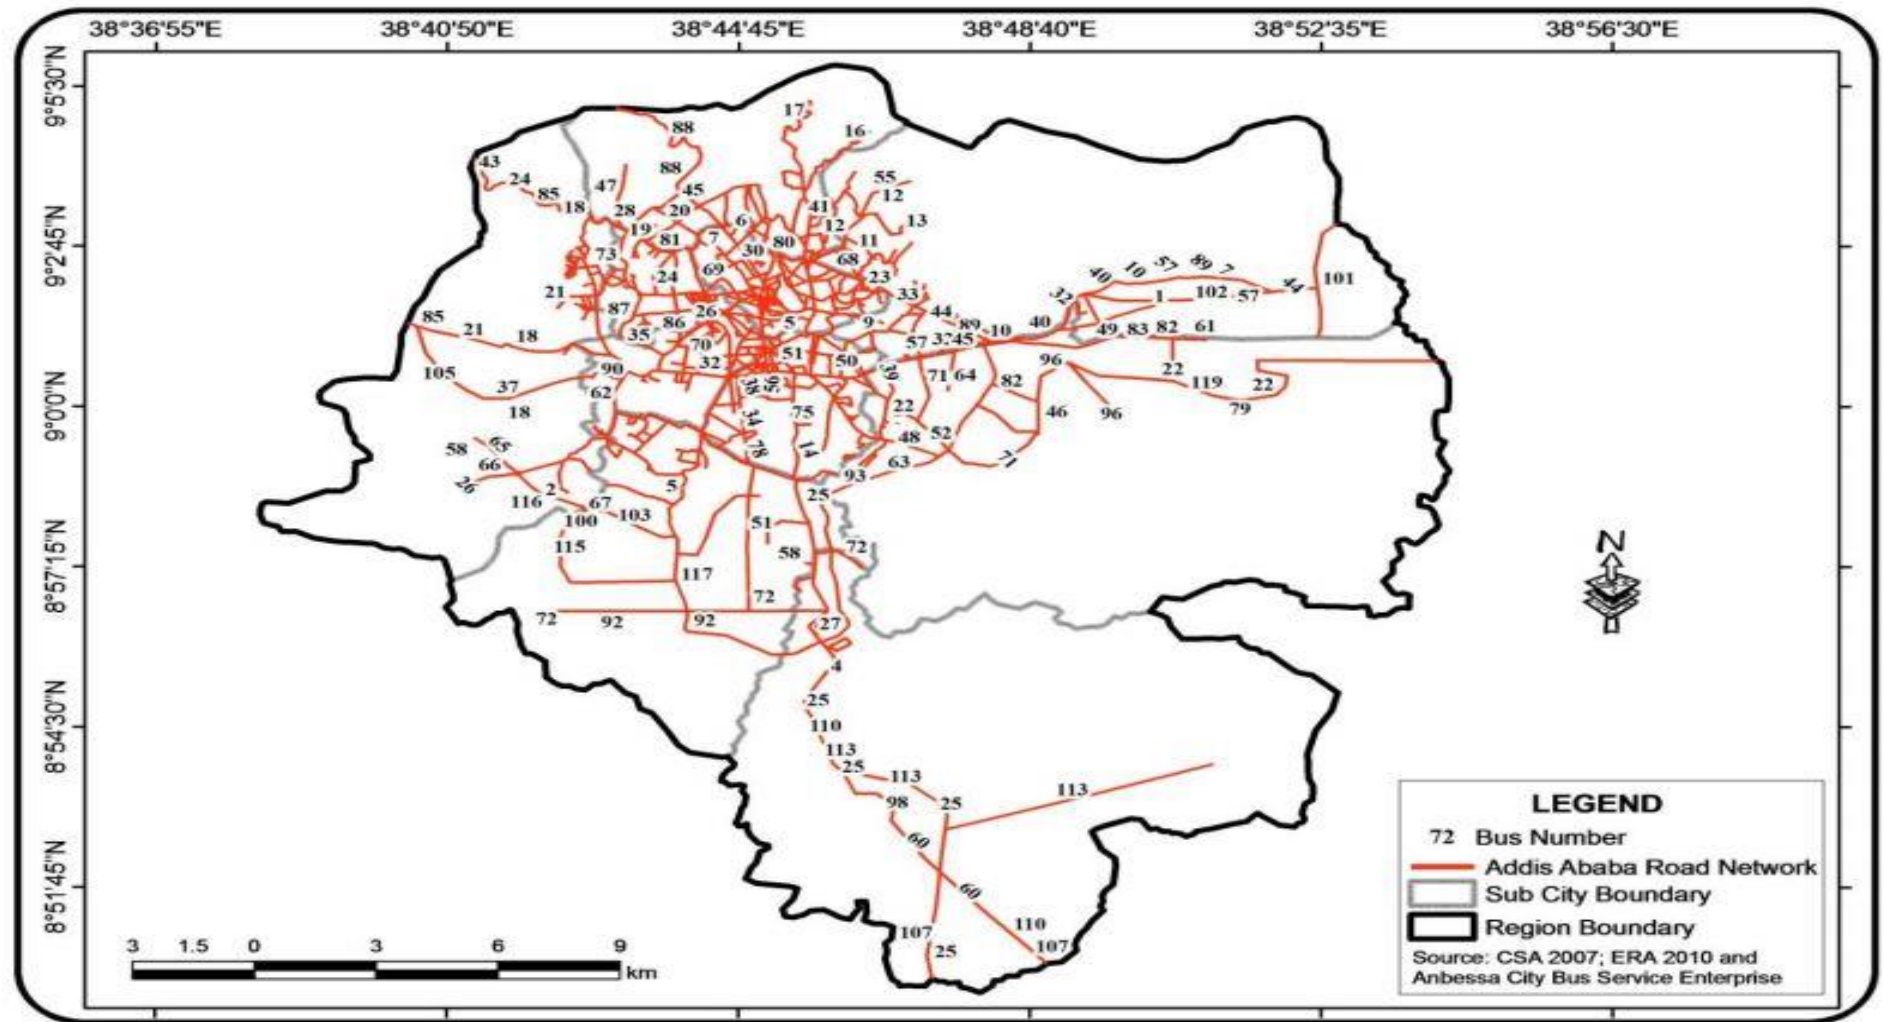 38°36'55"E 38°40'50"E 38°44'45"E 38°48'40"E 38°52'35"E 38°56'30"E
9°5'30"N
9°2'45"N
9°0'00"N
8°57'15"N
8°54'30"N
8°51'45"N
17
88 16
43 88
24 47 55
85 45 12
18 28 20 41
19 6 12 13
81 7 80 11
73 30 68
24 69 23
21 33
87 26 44
85 86 5 9 89 10 40
21 18 35 70 57 45
32 51 50
40 10 57 89 7 44 101
32 1 102 57
49 83 82 61
105 90 39 71 64 96 22
37 62 38 82 119 22
18 34 75 22 46 96 79
58 65 78 14 48 52
66 93 63 71
26 2 5 25
116 67
100 103 51
115 58 72
117
72 72
92 92 27
4
25
110
113
25 113 113
98 25
60
60
107 110
25 107
N
3 1.5 0 3 6 9
km
LEGEND
72 Bus Number
Addis Ababa Road Network
Sub City Boundary
Region Boundary
Source: CSA 2007; ERA 2010 and
Anbessa City Bus Service Enterprise